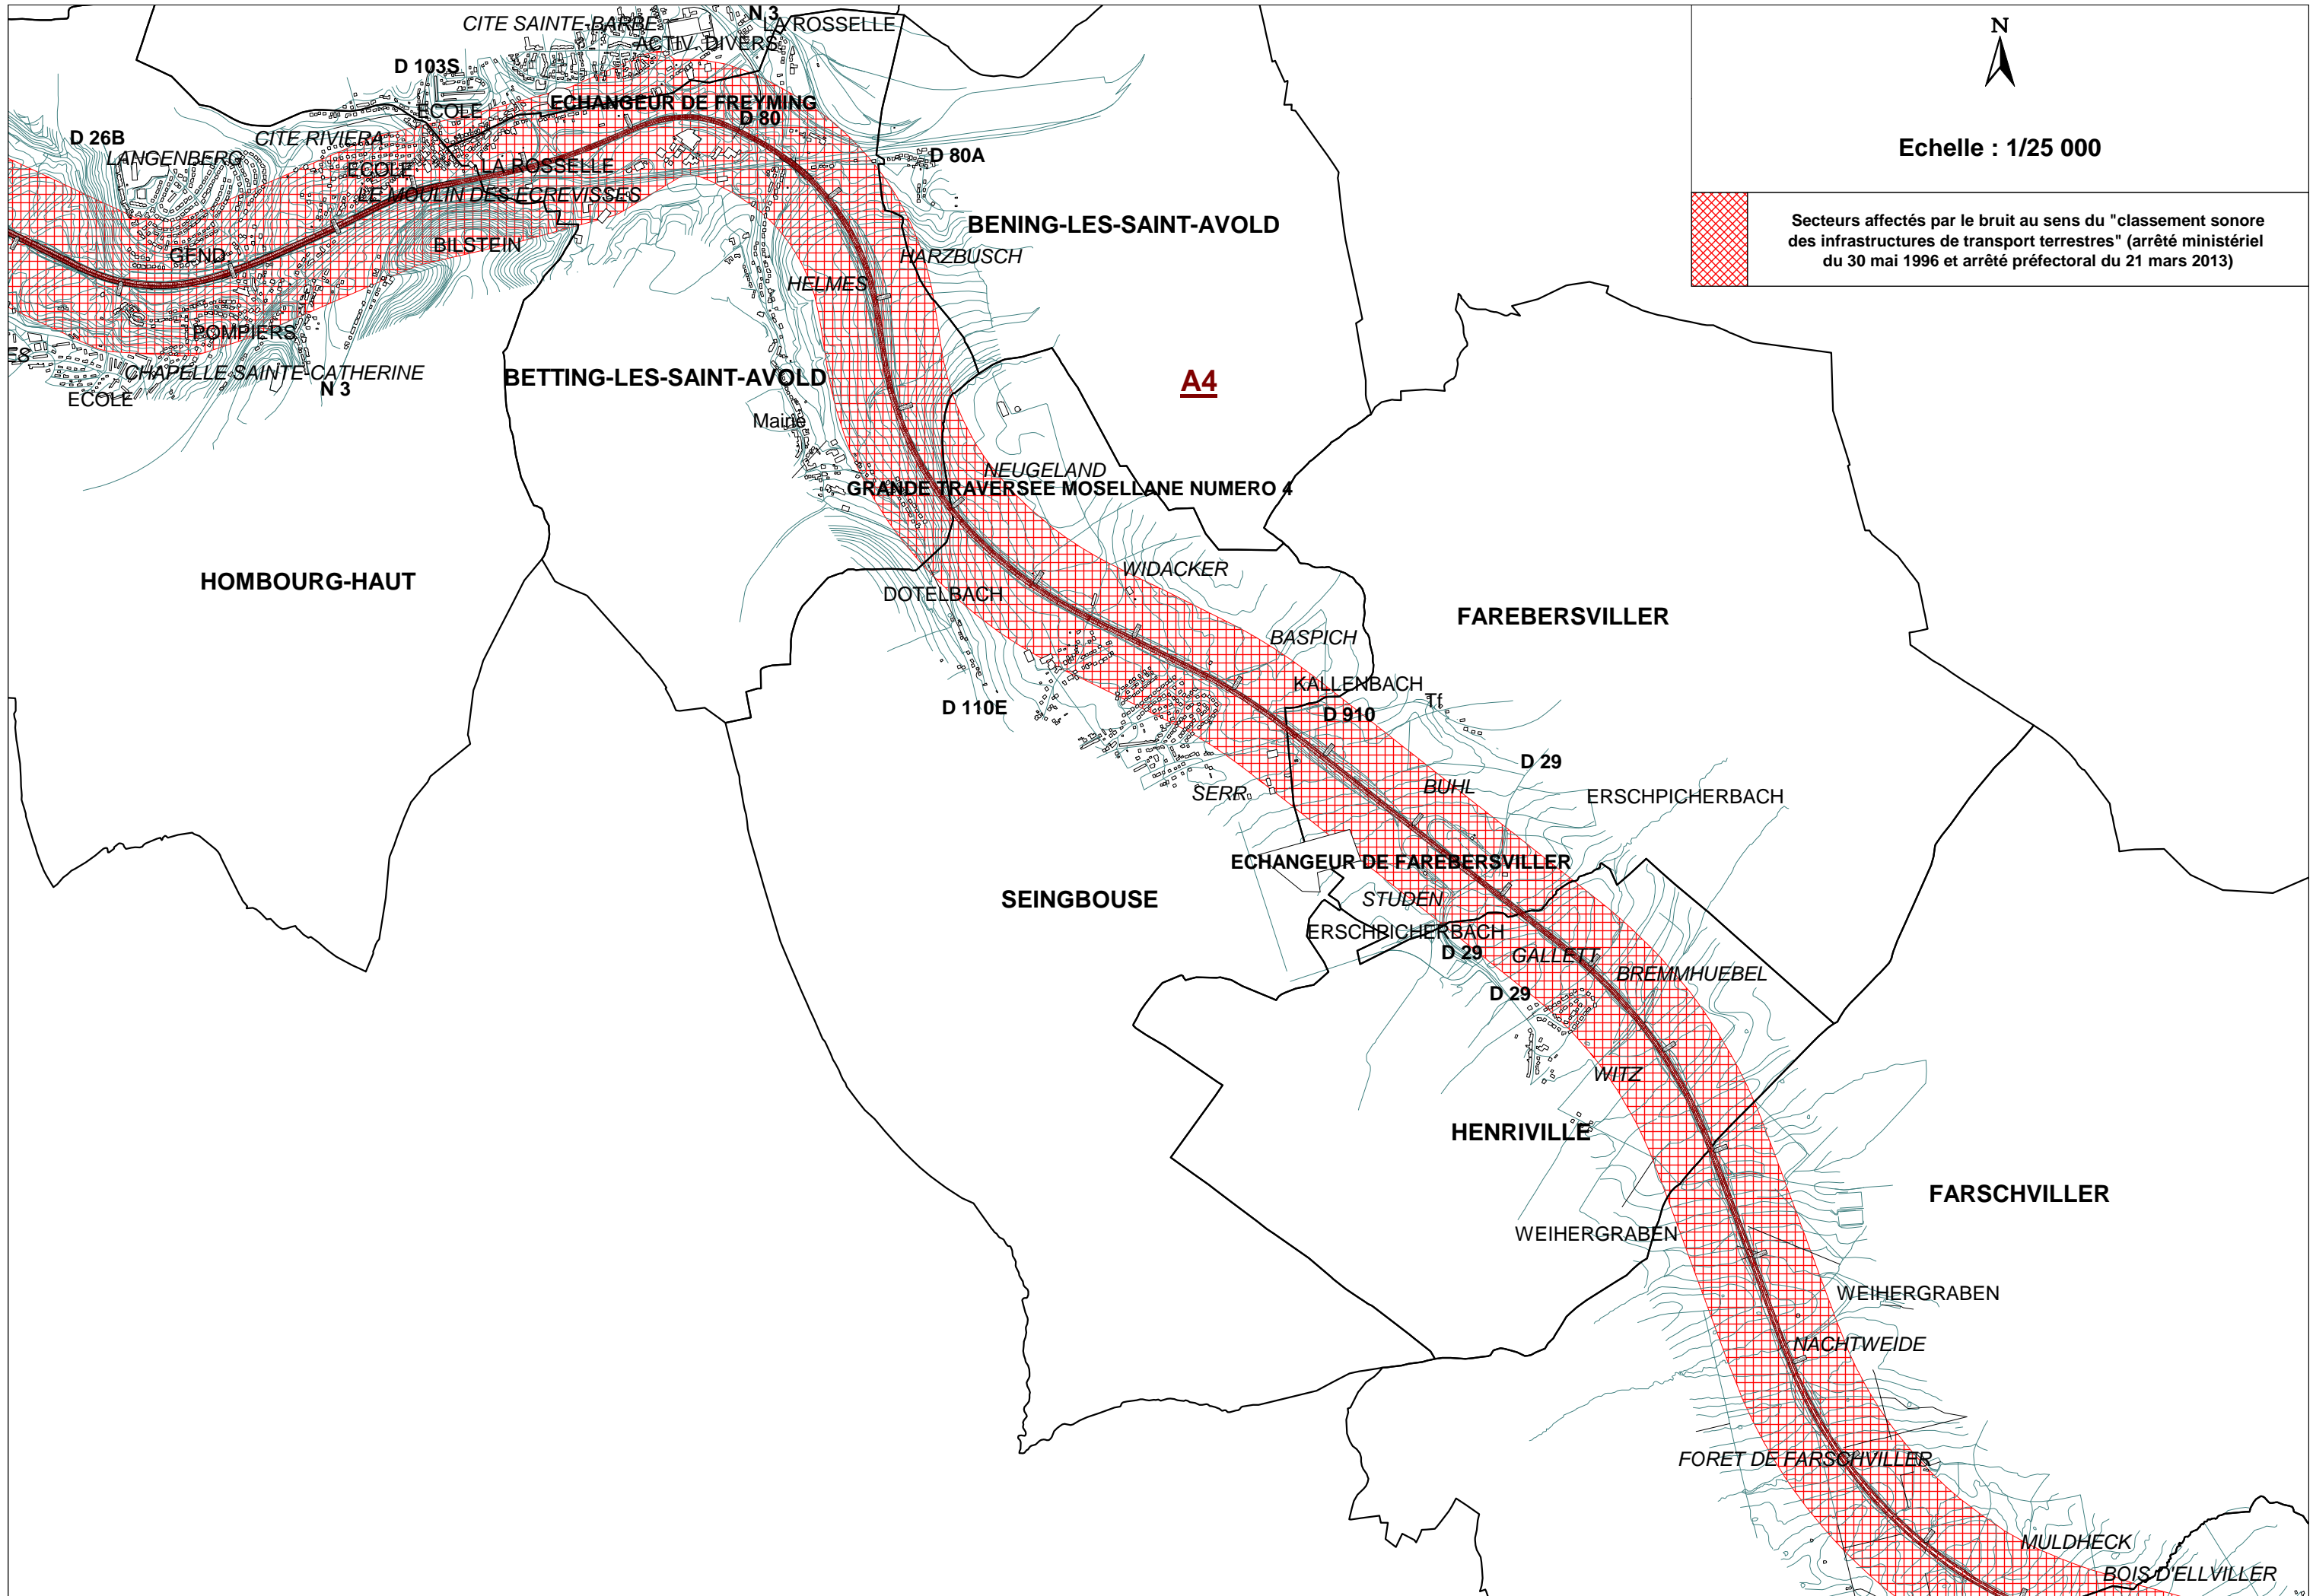 CITE SAINTE-BARBE
N 3
LA ROSSELLE
ACTIV. DIVERS
D 103S
ECHANGEUR DE FREYMING
ECOLE
D 80
D 26B
CITE RIVIERA
LANGENBERG
ECOLE
LA ROSSELLE
D 80A
LE MOULIN DES ECREVISSES
BENING-LES-SAINT-AVOLD
BILSTEIN
GEND
HARZBUSCH
HELMES
POMPIERS
ES
CHAPELLE SAINTE-CATHERINE
N 3
ECOLE
BETTING-LES-SAINT-AVOLD
A4
Mairie
NEUGELAND
GRANDE TRAVERSEE MOSELLANE NUMERO 4
N
Echelle : 1/25 000
Secteurs affectés par le bruit au sens du "classement sonore
des infrastructures de transport terrestres" (arrêté ministériel
du 30 mai 1996 et arrêté préfectoral du 21 mars 2013)
HOMBOURG-HAUT
WIDACKER
DOTELBACH
FAREBERSVILLER
BASPICH
KALLENBACH
Tf
D 110E
D 910
D 29
BUHL
SERR
ERSCHPICHERBACH
ECHANGEUR DE FAREBERSVILLER
SEINGBOUSE
STUDEN
ERSCHPICHERBACH
D 29
GALLETT
BREMMHUEBEL
D 29
WITZ
HENRIVILLE
FARSCHVILLER
WEIHERGRABEN
WEIHERGRABEN
NACHTWEIDE
FORET DE FARSCHVILLER
MULDHECK
BOIS D'ELLVILLER